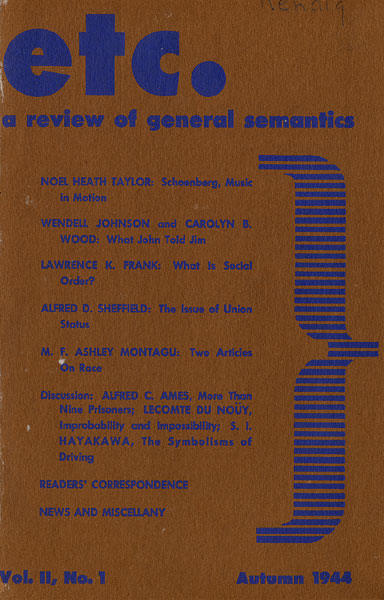 Kendig
etc.
a review of general semantics
NOEL HEATH TAYLOR: Schoenberg, Music
in Motion
WENDELL JOHNSON and CAROLYN B.
WOOD: What John Told Jim
LAWRENCE K. FRANK: What Is Social
Order?
ALFRED D. SHEFFIELD: The Issue of Union
Status
M. F. ASHLEY MONTAGU: Two Articles
On Race
Discussion: ALFRED C. AMES, More Than
Nine Prisoners; LECOMTE DU NOÜY,
Improbability and Impossibility; S. I.
HAYAKAWA, The Symbolisms of
Driving
READERS' CORRESPONDENCE
NEWS AND MISCELLANY
Vol. II, No. 1 Autumn 1944